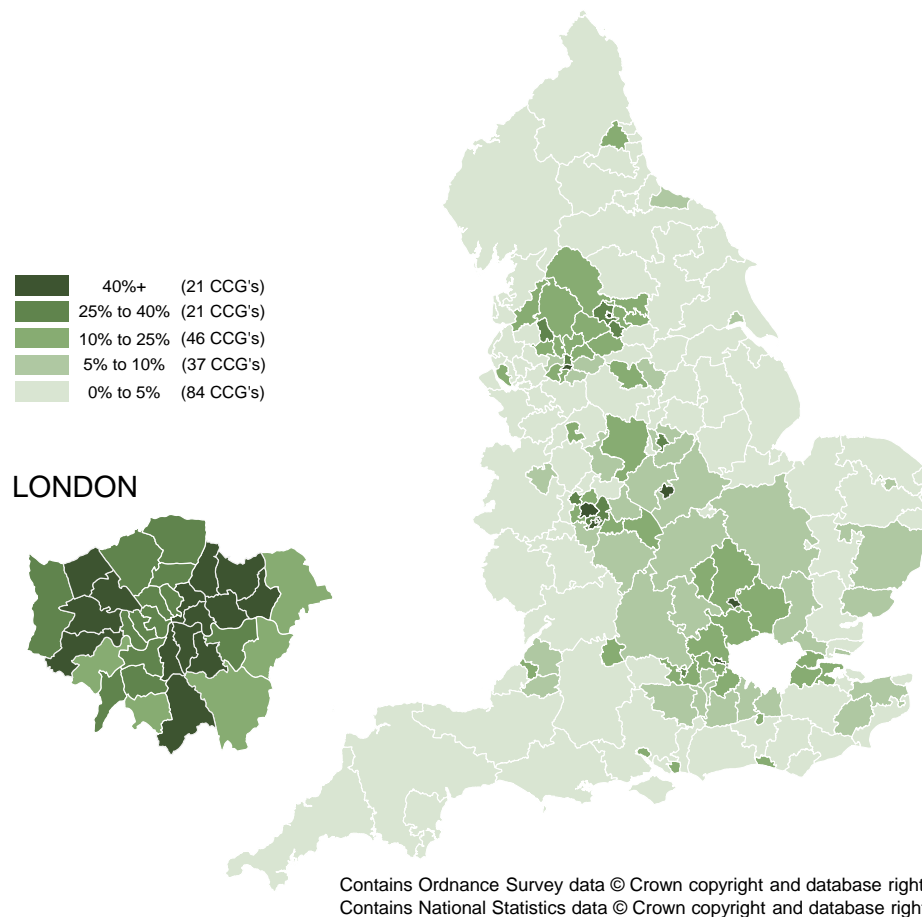 40%+ (21 CCG's)
25% to 40% (21 CCG's)
10% to 25% (46 CCG's)
5% to 10% (37 CCG's)
0% to 5% (84 CCG's)
LONDON
Contains Ordnance Survey data © Crown copyright and database right
Contains National Statistics data © Crown copyright and database right